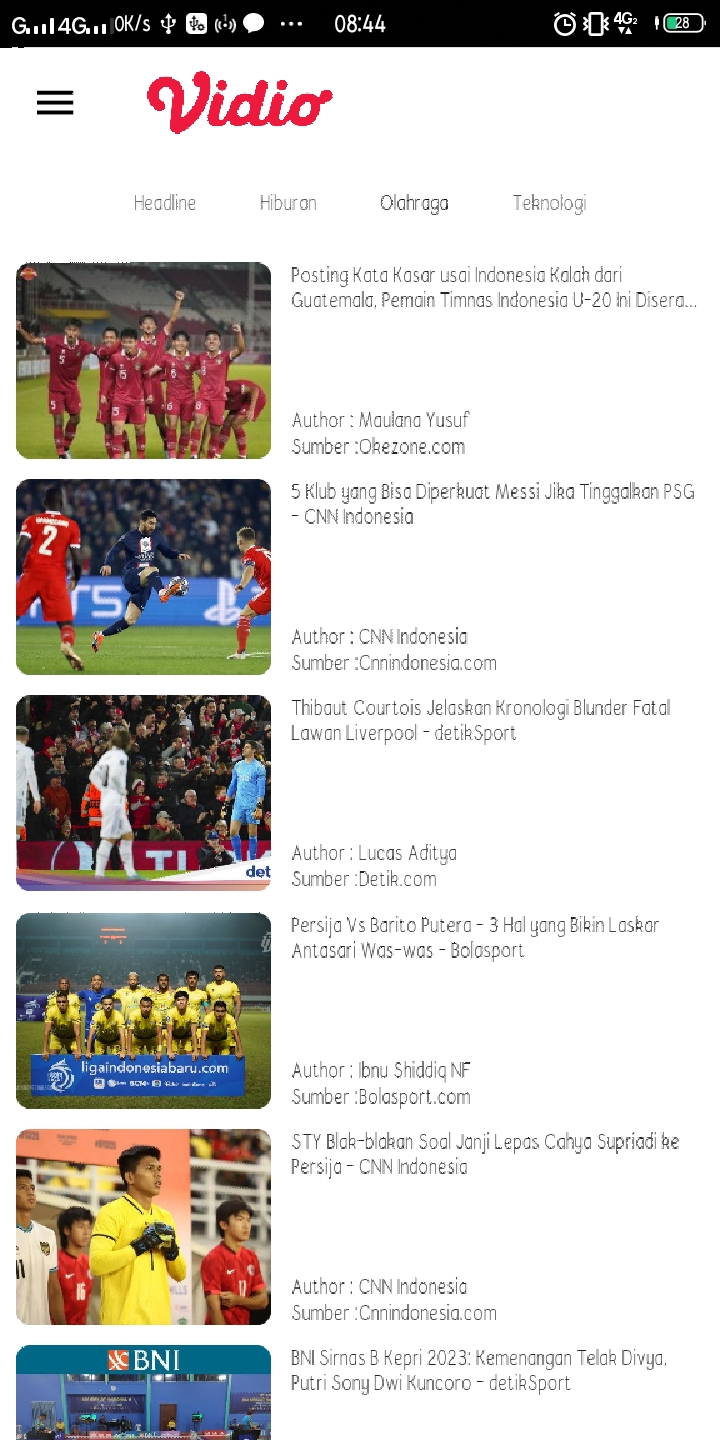 G 4G 0K/s 08:44 4G2 28
Vidio
Headline Hiburan Olahraga Teknologi
Posting Kata Kasar usai Indonesia Kalah dari
Guatemala, Pemain Timnas Indonesia U-20 Ini Disera...
Author : Maulana Yusuf
Sumber :Okezone.com
5 Klub yang Bisa Diperkuat Messi Jika Tinggalkan PSG
- CNN Indonesia
Author : CNN Indonesia
Sumber :Cnnindonesia.com
2
Thibaut Courtois Jelaskan Kronologi Blunder Fatal
Lawan Liverpool - detikSport
Author : Lucas Aditya
Sumber :Detik.com
det
Persija Vs Barito Putera - 3 Hal yang Bikin Laskar
Antasari Was-was - Bolasport
Author : Ibnu Shiddiq NF
Sumber :Bolasport.com
ligaindonesiabaru.com
STY Blak-blakan Soal Janji Lepas Cahya Supriadi ke
Persija - CNN Indonesia
Author : CNN Indonesia
Sumber :Cnnindonesia.com
11
16
BNI Sirnas B Kepri 2023: Kemenangan Telak Divya,
Putri Sony Dwi Kuncoro - detikSport
BNI